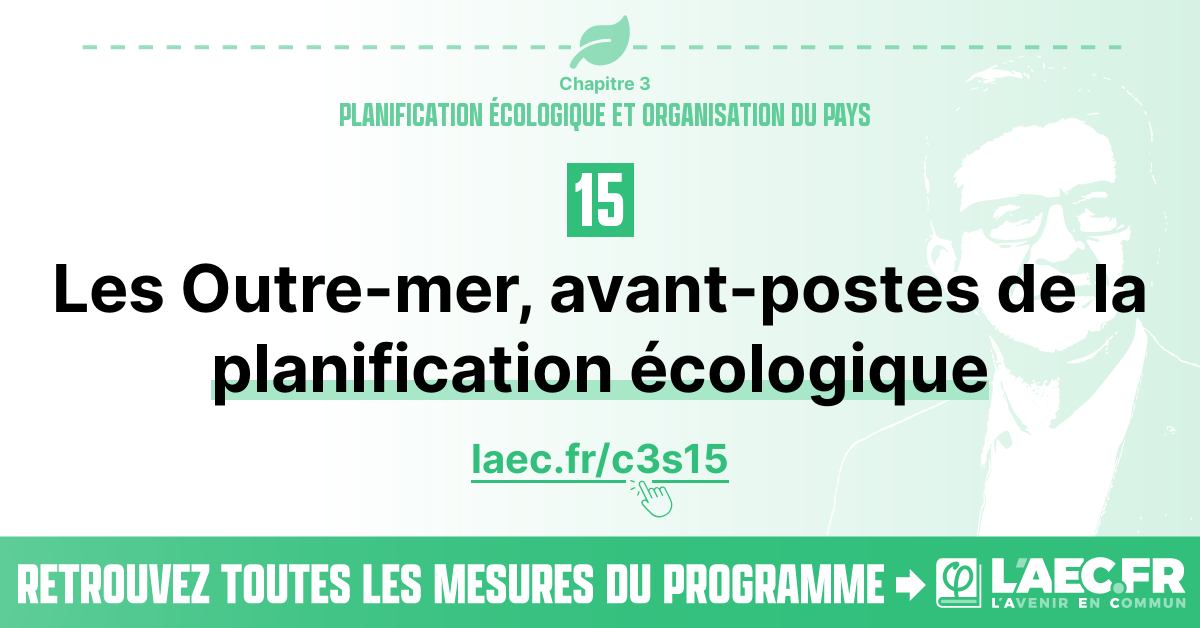 Chapitre 3
PLANIFICATION ÉCOLOGIQUE ET ORGANISATION DU PAYS
15
Les Outre-mer, avant-postes de la
planification écologique
laec.fr/c3s15
RETROUVEZ TOUTES LES MESURES DU PROGRAMME
φ
L'AEC.FR
L'AVENIR EN COMMUN